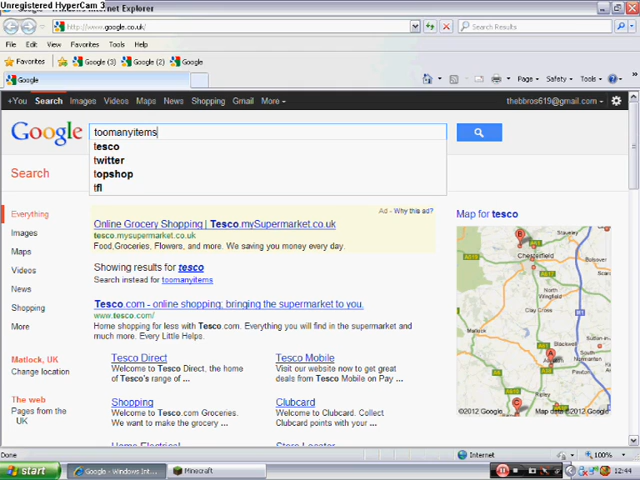 Unregistered HyperCam 3
Google - Windows Internet Explorer
http://www.google.co.uk/
Search Results
File Edit View Favorites Tools Help
Favorites Google (3) Google (2) Google
Google
Page Safety Tools
+You Search Images Videos Maps News Shopping Gmail More
thebbros619@gmail.com
Google
toomanyitems
tesco
twitter
topshop
tfl
Search
Ad - Why this ad?
Online Grocery Shopping | Tesco.mySupermarket.co.uk
tesco.mysupermarket.co.uk
Food,Groceries, Flowers, and more. We saving you money every day.
Showing results for tesco
Search instead for toomanyitems
Tesco.com - online shopping; bringing the supermarket to you.
www.tesco.com/
Home shopping for less with Tesco.com. Everything you will find in the supermarket and
much more. Every Little Helps.
Tesco Direct
Welcome to Tesco Direct, the home
of Tesco's range of ...
Tesco Mobile
Visit our website now to get great
deals from Tesco Mobile on Pay ...
Shopping
Welcome to Tesco.com Groceries.
We want to make the grocery ...
Clubcard
Welcome to Clubcard. Collect
Clubcard points with your ...
Home Electrical
Store Locator
Everything
Images
Maps
Videos
News
Shopping
More
Matlock, UK
Change location
The web
Pages from the
UK
Map for tesco
Chesterfield
Bolsover
North
Wingfield
Clay Cross
Blackwell
Alfreton
A
B
C
©2012 Google Map data ©2012 Google
Done
Internet
100%
start
Google - Windows Int...
Minecraft
12:44